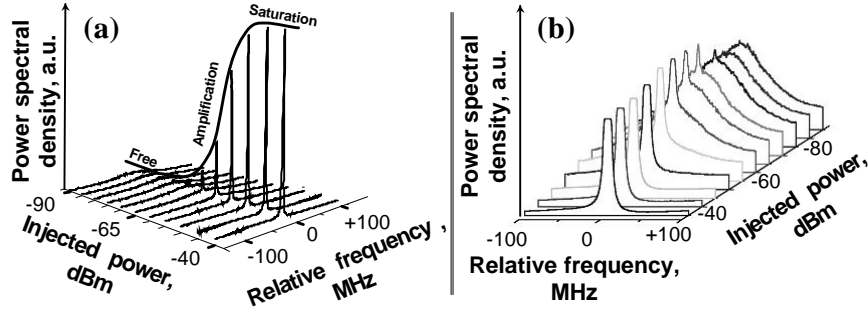 (a)
Saturation
Amplification
Free
Power spectral
density, a.u.
-90
-65
-40
Injected power,
dBm
-100
0
+100
Relative frequency ,
MHz
(b)
Power spectral
density, a.u.
-100
0
+100
Relative frequency,
MHz
-80
-60
-40
Injected power,
dBm